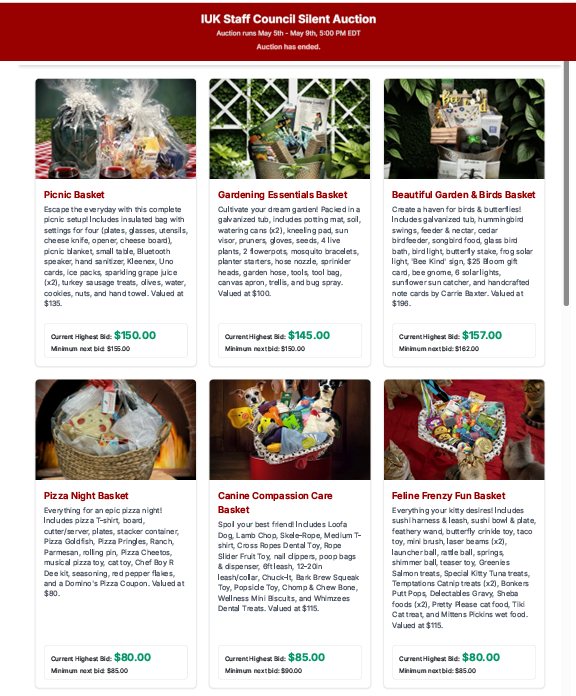 IUK Staff Council Silent Auction
Auction runs May 5th - May 9th, 5:00 PM EDT
Auction has ended.
Picnic Basket
Escape the everyday with this complete
picnic setup! Includes insulated bag with
settings for four (plates, glasses, utensils,
cheese knife, opener, cheese board),
picnic blanket, small table, Bluetooth
speaker, hand sanitizer, Kleenex, Uno
cards, ice packs, sparkling grape juice
(x2), turkey sausage treats, olives, water,
cookies, nuts, and hand towel. Valued at
$135.
Current Highest Bid: $150.00
Minimum next bid: $155.00
Gardening Essentials Basket
Cultivate your dream garden! Packed in a
galvanized tub, includes potting mat, soil,
watering cans (x2), kneeling pad, sun
visor, pruners, gloves, seeds, 4 live
plants, 2 flowerpots, mosquito bracelets,
planter starters, hose nozzle, sprinkler
heads, garden hose, tools, tool bag,
canvas apron, trellis, and bug spray.
Valued at $100.
Current Highest Bid: $145.00
Minimum next bid: $150.00
Beautiful Garden & Birds Basket
Create a haven for birds & butterflies!
Includes galvanized tub, hummingbird
swings, feeder & nectar, cedar
birdfeeder, songbird food, glass bird
bath, bird light, butterfly stake, frog solar
light, 'Bee Kind' sign, $25 Bloom gift
card, bee gnome, 6 solar lights,
sunflower sun catcher, and handcrafted
note cards by Carrie Baxter. Valued at
$196.
Current Highest Bid: $157.00
Minimum next bid: $162.00
Pizza Night Basket
Everything for an epic pizza night!
Includes pizza T-shirt, board,
cutter/server, plates, stacker container,
Pizza Goldfish, Pizza Pringles, Ranch,
Parmesan, rolling pin, Pizza Cheetos,
musical pizza toy, cat toy, Chef Boy R
Dee kit, seasoning, red pepper flakes,
and a Domino's Pizza Coupon. Valued at
$80.
Current Highest Bid: $80.00
Minimum next bid: $85.00
Canine Compassion Care
Basket
Spoil your best friend! Includes Loofa
Dog, Lamb Chop, Skele-Rope, Medium T-
shirt, Cross Ropes Dental Toy, Rope
Slider Fruit Toy, nail clippers, poop bags
& dispenser, 6ft leash, 12-20in
leash/collar, Chuck-It, Bark Brew Squeak
Toy, Popsicle Toy, Chomp & Chew Bone,
Wellness Mini Biscuits, and Whimzees
Dental Treats. Valued at $115.
Current Highest Bid: $85.00
Minimum next bid: $90.00
Feline Frenzy Fun Basket
Everything your kitty desires! Includes
sushi harness & leash, sushi bowl & plate,
feathery wand, butterfly crinkle toy, taco
toy, mini brush, laser beams (x2),
launcher ball, rattle ball, springs,
shimmer ball, teaser toy, Greenies
Salmon treats, Special Kitty Tuna treats,
Temptations Catnip treats (x2), Bonkers
Putt Pops, Delectables Gravy, Sheba
foods (x2), Pretty Please cat food, Tiki
Cat treat, and Mittens Pickins wet food.
Valued at $115.
Current Highest Bid: $80.00
Minimum next bid: $85.00